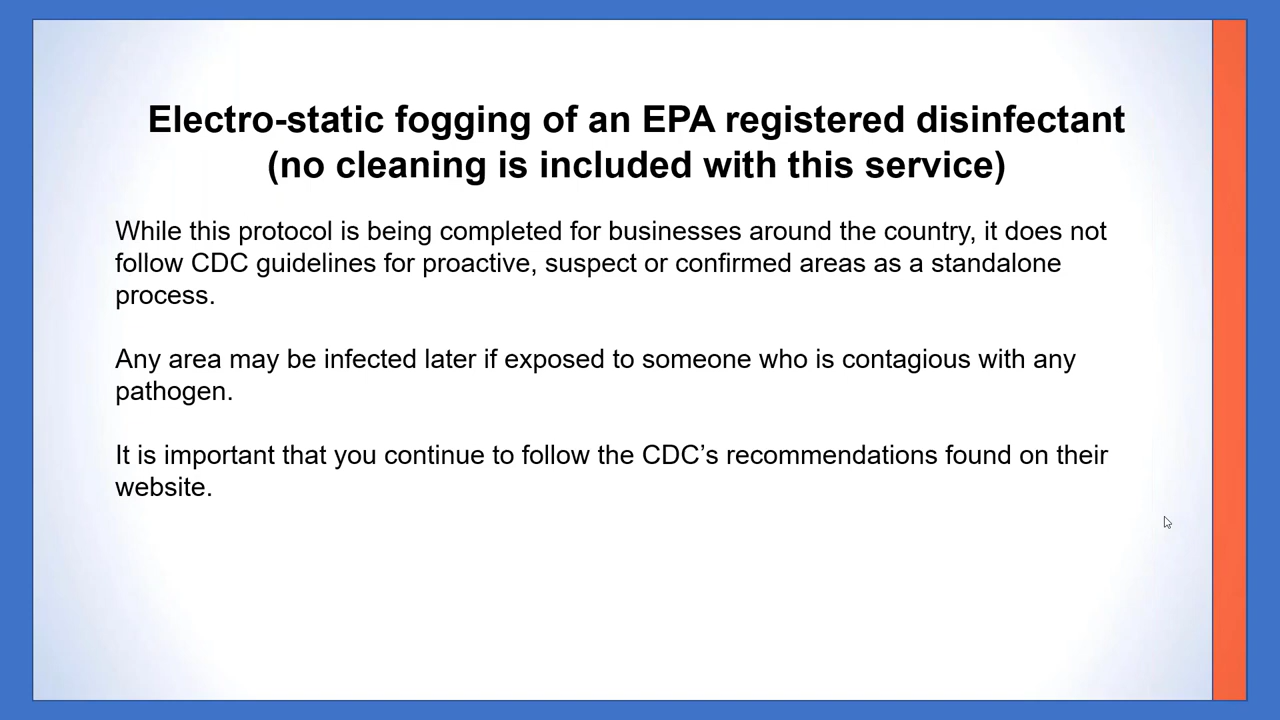 Electro-static fogging of an EPA registered disinfectant
(no cleaning is included with this service)
While this protocol is being completed for businesses around the country, it does not
follow CDC guidelines for proactive, suspect or confirmed areas as a standalone
process.
Any area may be infected later if exposed to someone who is contagious with any
pathogen.
It is important that you continue to follow the CDC’s recommendations found on their
website.